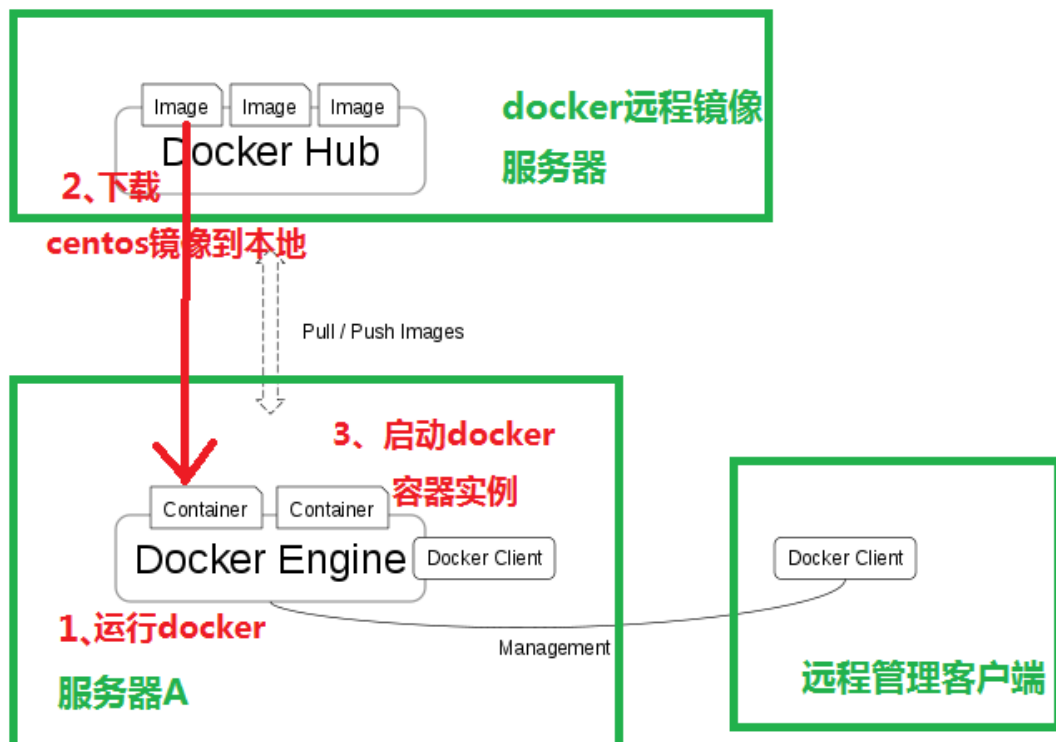 Image
Image
Image
Docker Hub
docker远程镜像
服务器
2、下载
centos镜像到本地
Pull / Push Images
3、启动docker
容器实例
Container
Container
Docker Engine
Docker Client
Docker Client
1、运行docker
Management
服务器A
远程管理客户端